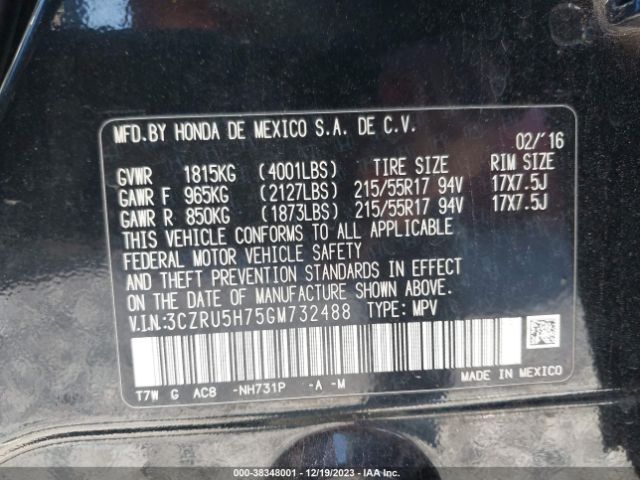 MFD.BY HONDA DE MEXICO S.A. DE C.V.
02/'16
GVWR 1815KG (4001LBS) TIRE SIZE RIM SIZE
GAWR F 965KG (2127LBS) 215/55R17 94V 17X7.5J
GAWR R 850KG (1873LBS) 215/55R17 94V 17X7.5J
THIS VEHICLE CONFORMS TO ALL APPLICABLE
FEDERAL MOTOR VEHICLE SAFETY
AND THEFT PREVENTION STANDARDS IN EFFECT
ON THE DATE OF MANUFACTURE SHOWN ABOVE.
V.I.N:3CZRU5H75GM732488 TYPE: MPV
T7W G AC8 -NH731P -A -M MADE IN MEXICO
000-38348001 - 12/19/2023 - IAA Inc.